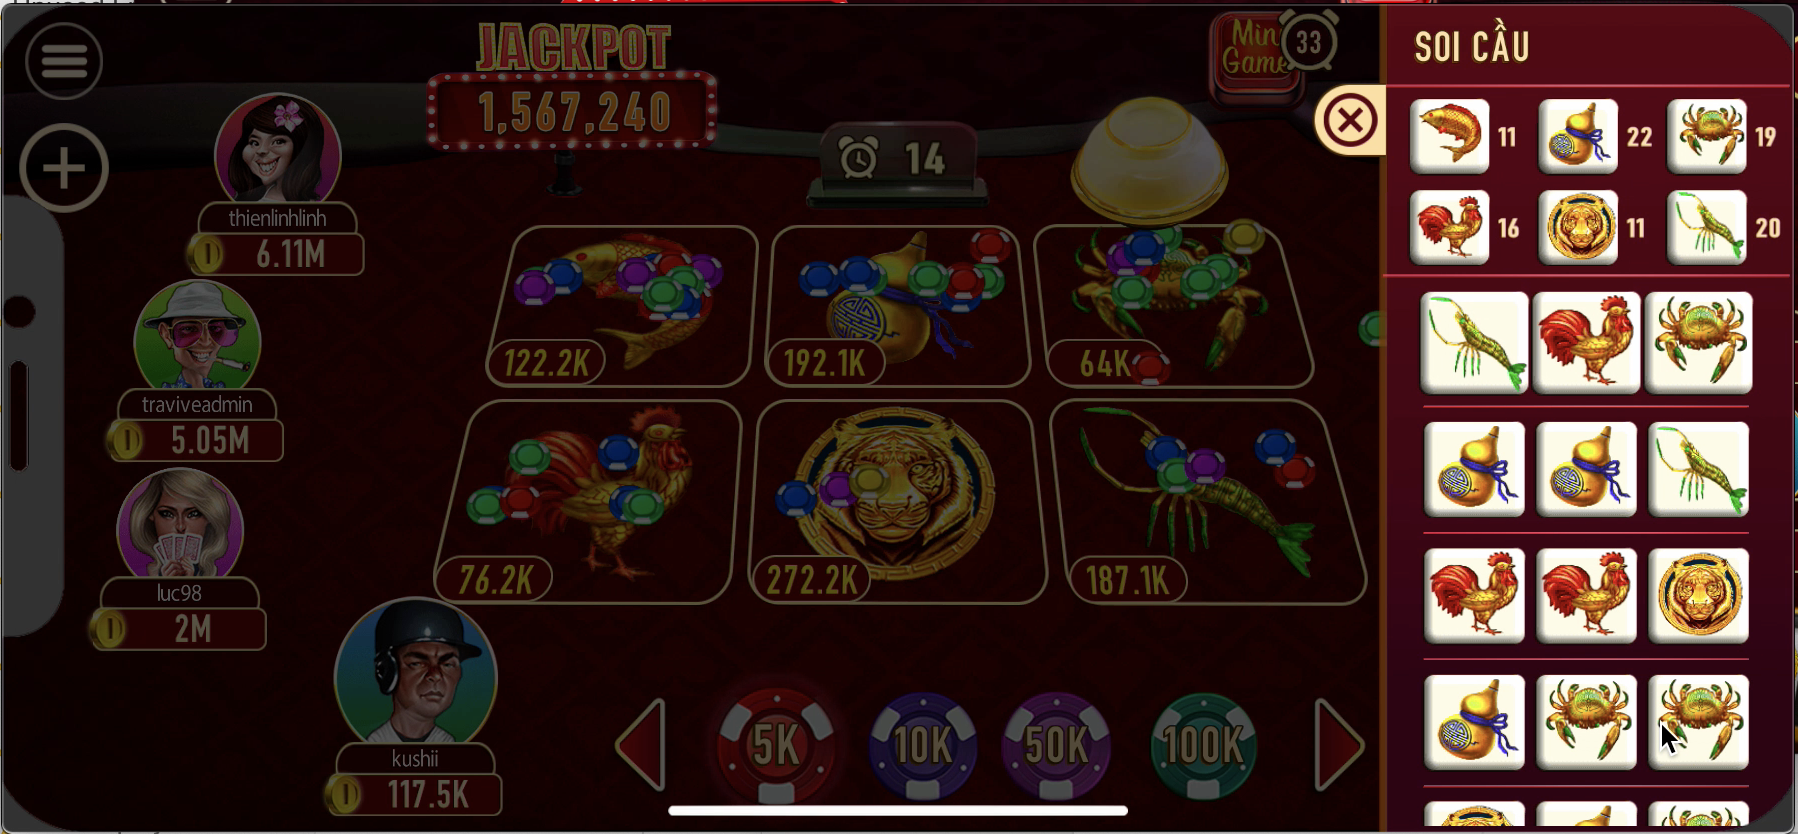 JACKPOT
1,567,240
Mini Game
33
14
thienlinhlinh
6.11M
traviveadmin
5.05M
luc98
2M
kushii
117.5K
122.2K
192.1K
64K
76.2K
272.2K
187.1K
5K
10K
50K
100K
SOI CẦU
11
22
19
16
11
20